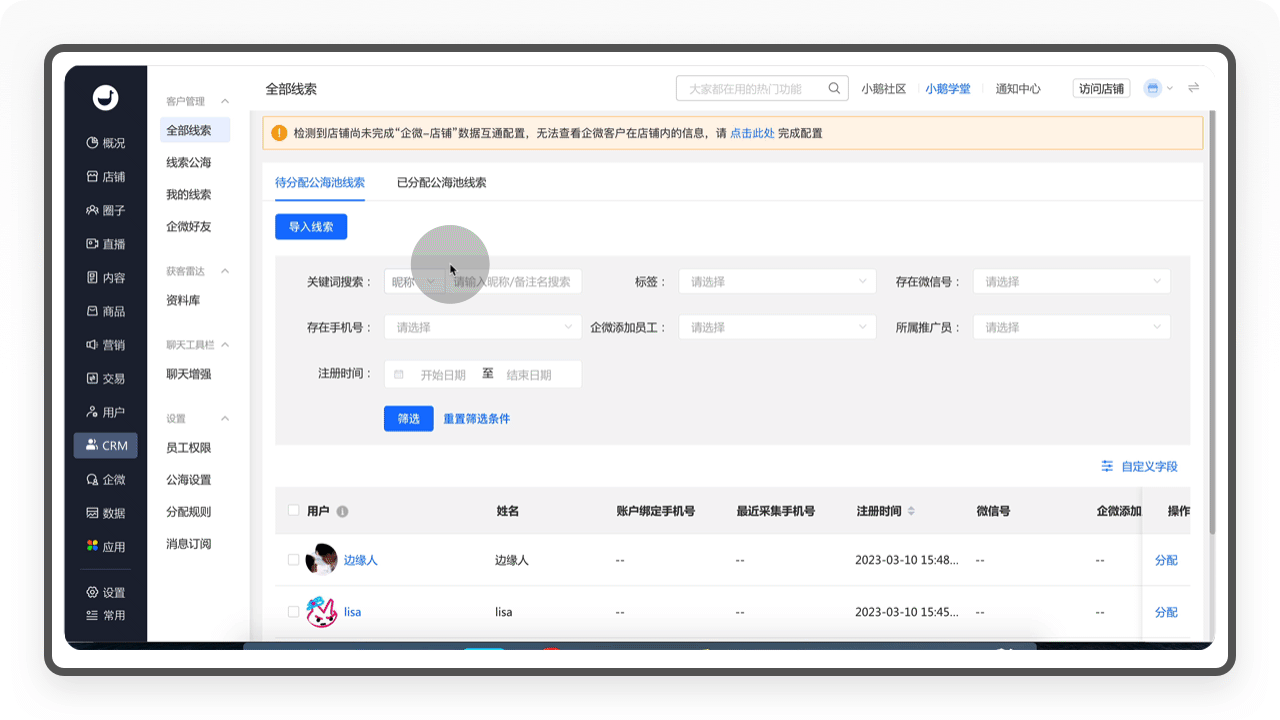 全部线索
大家都在用的热门功能
小鹅社区
小鹅学堂
通知中心
访问店铺
概况
店铺
圈子
直播
内容
商品
营销
交易
用户
CRM
企微
数据
应用
设置
常用
客户管理
全部线索
线索公海
我的线索
企微好友
获客雷达
资料库
聊天工具栏
聊天增强
设置
员工权限
公海设置
分配规则
消息订阅
检测到店铺尚未完成“企微-店铺”数据互通配置，无法查看企微客户在店铺内的信息，请 点击此处 完成配置
待分配公海池线索 已分配公海池线索
导入线索
关键词搜索： 昵称 请输入昵称/备注名搜索 标签： 请选择 存在微信号： 请选择
存在手机号： 请选择 企微添加员工： 请选择 所属推广员： 请选择
注册时间： 开始日期 至 结束日期
筛选 重置筛选条件
自定义字段
用户 姓名 账户绑定手机号 最近采集手机号 注册时间 微信号 企微添加 操作
边缘人 边缘人 -- -- 2023-03-10 15:48... -- -- 分配
lisa lisa -- -- 2023-03-10 15:45... -- -- 分配